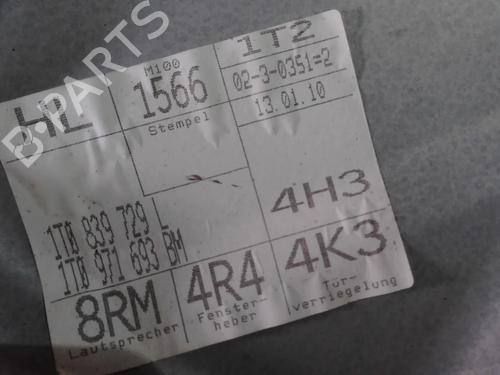 HL
M100
1566
Stempel
1T2
02-3-0351=2
13.01.10
4H3
1T0 839 729
1T0 971 693 BM
8RM
Lautsprecher
4R4
Fenster-
heber
4K3
Tür-
verriegelung
B-PARTS